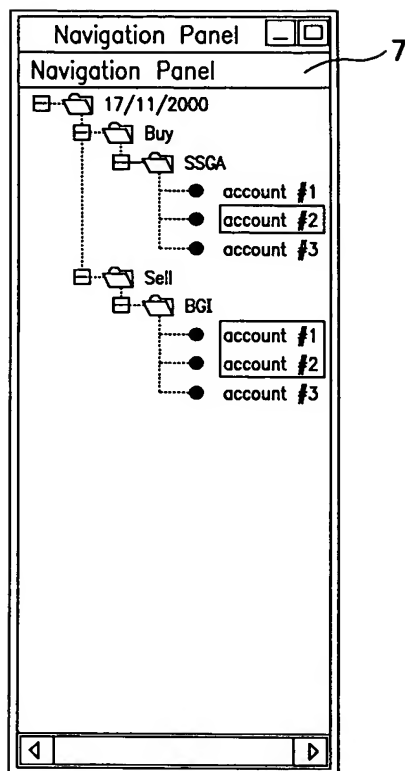 Navigation Panel
Navigation Panel
7
17/11/2000
Buy
SSGA
account #1
account #2
account #3
Sell
BGI
account #1
account #2
account #3